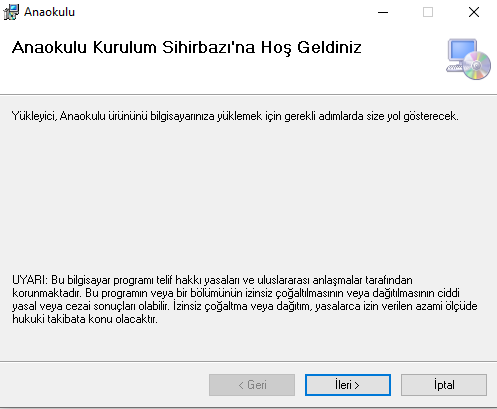 Anaokulu
Anaokulu Kurulum Sihirbazı'na Hoş Geldiniz
Yükleyici, Anaokulu ürününü bilgisayarınıza yüklemek için gerekli adımlarda size yol gösterecek.
UYARI: Bu bilgisayar programı telif hakkı yasaları ve uluslararası anlaşmalar tarafından
korunmaktadır. Bu programın veya bir bölümünün izinsiz çoğaltılmasının veya dağıtılmasının ciddi
yasal veya cezai sonuçları olabilir. İzinsiz çoğaltma veya dağıtım, yasalarca izin verilen azami ölçüde
hukuki takibata konu olacaktır.
< Geri
İleri >
İptal